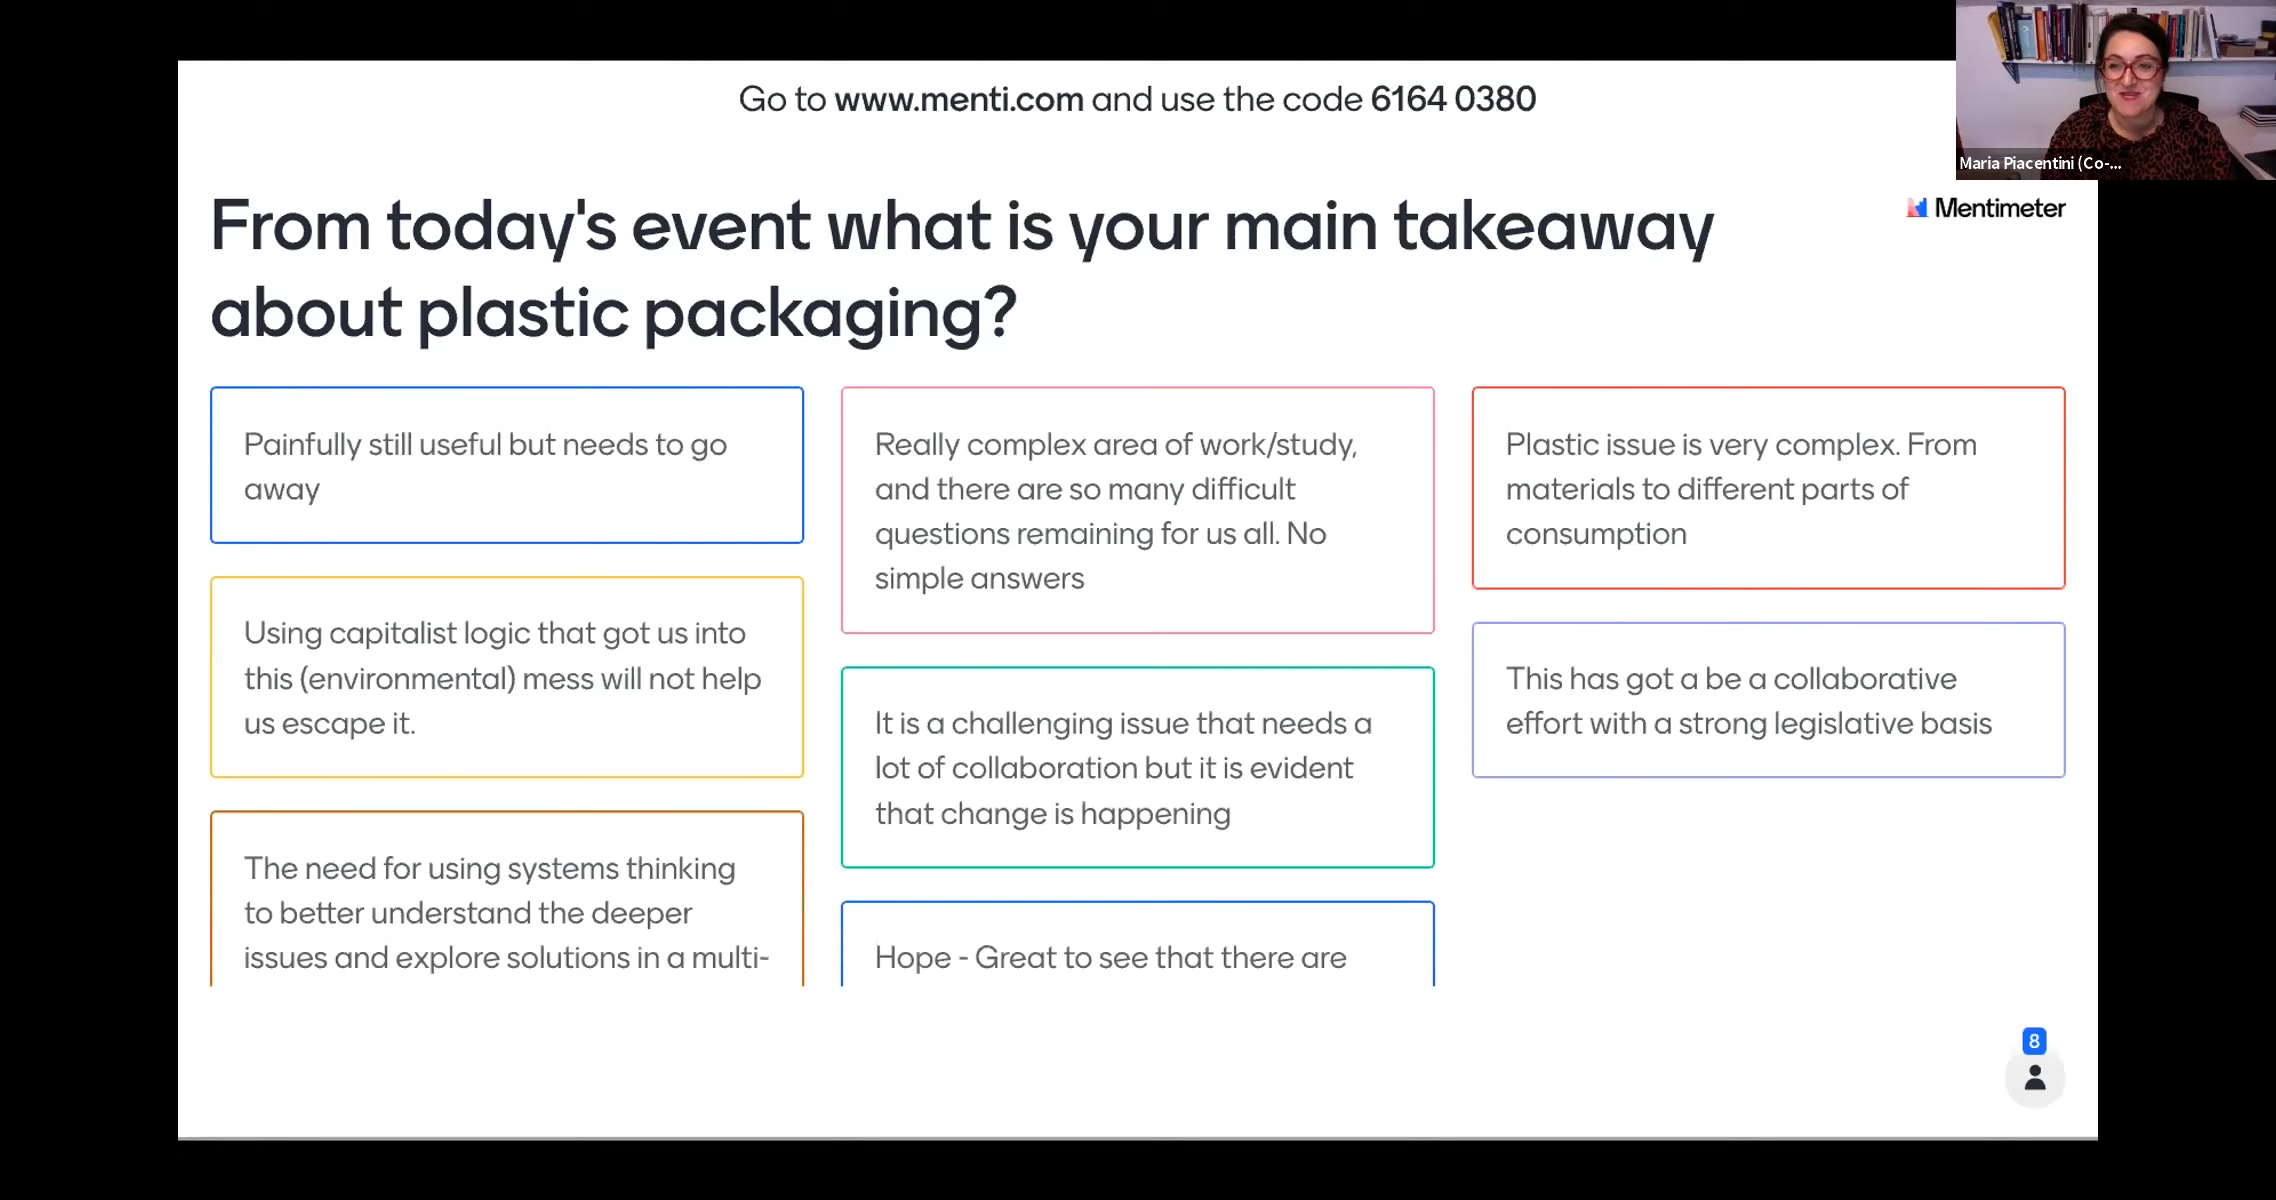 Go to www.menti.com and use the code 6164 0380
Maria Piacentini (Co-...
Mentimeter
From today's event what is your main takeaway
about plastic packaging?
Painfully still useful but needs to go
away
Using capitalist logic that got us into
this (environmental) mess will not help
us escape it.
The need for using systems thinking
to better understand the deeper
issues and explore solutions in a multi-
Really complex area of work/study,
and there are so many difficult
questions remaining for us all. No
simple answers
It is a challenging issue that needs a
lot of collaboration but it is evident
that change is happening
Hope - Great to see that there are
Plastic issue is very complex. From
materials to different parts of
consumption
This has got a be a collaborative
effort with a strong legislative basis
8